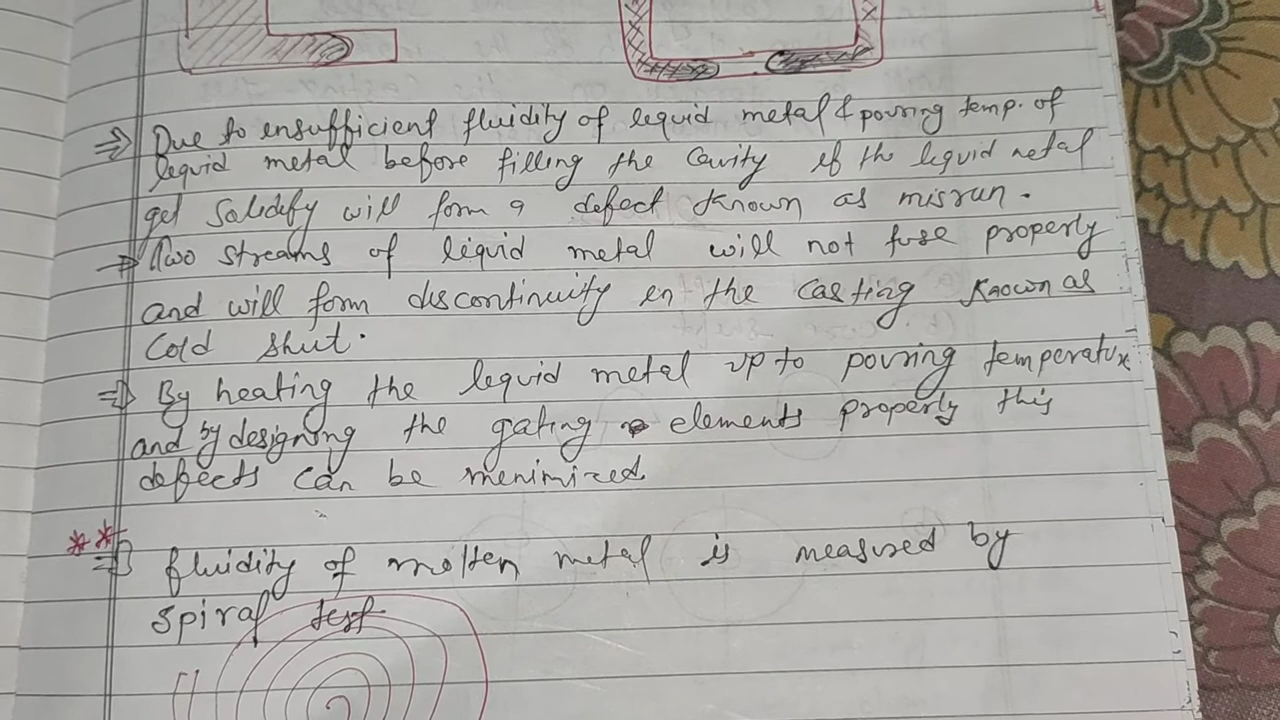 ⇒ Due to insufficient fluidity of liquid metal & pouring temp. of
liquid metal before filling the cavity if the liquid metal
get Solidify will form a defect known as misrun.
⇒ Two streams of liquid metal will not fuse properly
and will form discontinuity in the casting known as
Cold Shut.
⇒ By heating the liquid metal up to pouring temperature
and by designing the gating elements properly this
defects can be minimized.
** ⇒ fluidity of molten metal is measured by
Spiral test